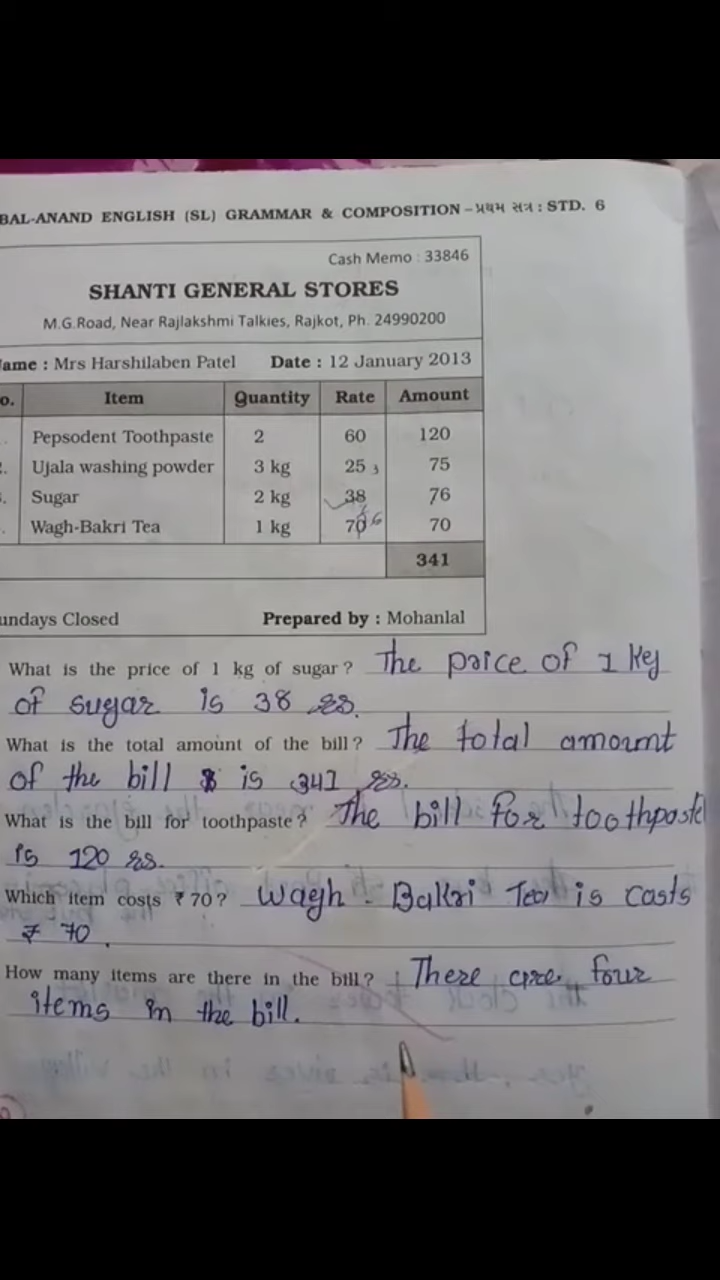 BAL-ANAND ENGLISH (SL) GRAMMAR & COMPOSITION – પ્રથમ સત્ર : STD. 6
Cash Memo : 33846
SHANTI GENERAL STORES
M.G.Road, Near Rajlakshmi Talkies, Rajkot, Ph. 24990200
ame : Mrs Harshilaben Patel Date : 12 January 2013
o. Item Quantity Rate Amount
Pepsodent Toothpaste 2 60 120
Ujala washing powder 3 kg 25 3 75
Sugar 2 kg 38 76
Wagh-Bakri Tea 1 kg 70 70
341
undays Closed Prepared by : Mohanlal
What is the price of 1 kg of sugar? The price of 1 kg
of sugar is 38 રૂ.
What is the total amount of the bill? The total amount
of the bill is 341 રૂ.
What is the bill for toothpaste? The bill for toothpaste
is 120 રૂ.
Which item costs ₹ 70? Wagh - Bakri Tea is costs
₹ 70.
How many items are there in the bill? There are four
items in the bill.